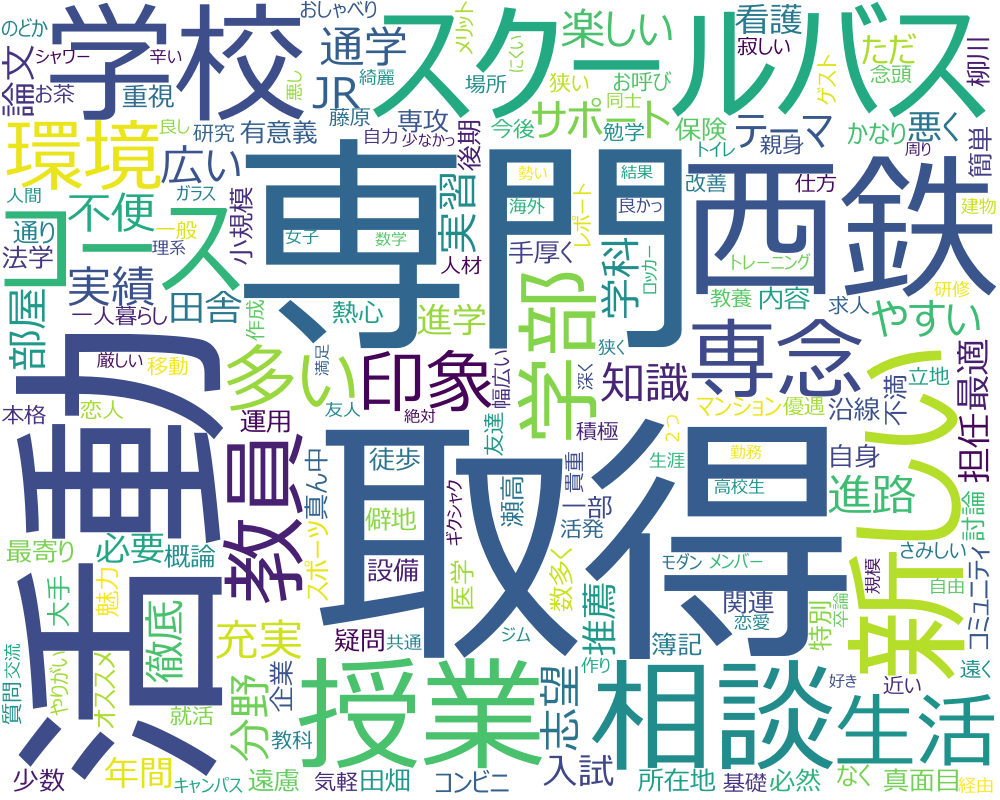 のどか
シャワー
辛い
おしゃべり
学校
スクールバス
通学
メリット
綺麗
悪し
JR
場所
にくい
楽しい
狭い
お呼び
同士
看護
寂しい
ゲスト
ただ
念頭
柳川
論文
お茶
重視
藤原
専攻
今後
サポート
勉学
保険
テーマ
かなり
悪く
簡単
環境
良し
研究
有意義
自力
少なかっ
後期
トイレ
親身
周り
人間
ガラス
広い
専門
勢い
結果
改善
仕方
西鉄
建物
コース
不便
一般
理系
小規模
女子
数学
実習
海外
良かっ
レポート
学科
ロッカー
トレーニング
通り
法学
実績
人材
手厚く
教養
内容
求人
研修
部屋
一人暮らし
田舎
作成
熱心
進学
学部
狭く
専念
やすい
厳しい
移動
満足
多い
印象
幅広い
深く
知識
最適
立地
本格
恋人
運用
友人
絶対
友達
積極
マンション
優遇
沿線
不満
担任
活動
教員
真ん中
徒歩
取得
貴重
2つ
生涯
勤務
高校生
自身
進路
新しい
討論
僻地
瀬高
ギクシャク
一部
活発
最寄り
必要
概論
スポーツ
設備
医学
数多く
推薦
モダン
メンバー
関連
恋愛
さみしい
規模
自由
コミュニティ
大手
魅力
徹底
充実
疑問
共通
ジム
作り
簿記
特別
卒論
遠く
質問
交流
やりがい
オススメ
就活
分野
企業
授業
志望
相談
好き
生活
近い
少数
年間
キャンパス
遠慮
教科
気軽
田畑
コンビニ
入試
所在地
基礎
必然
なく
真面目
経由